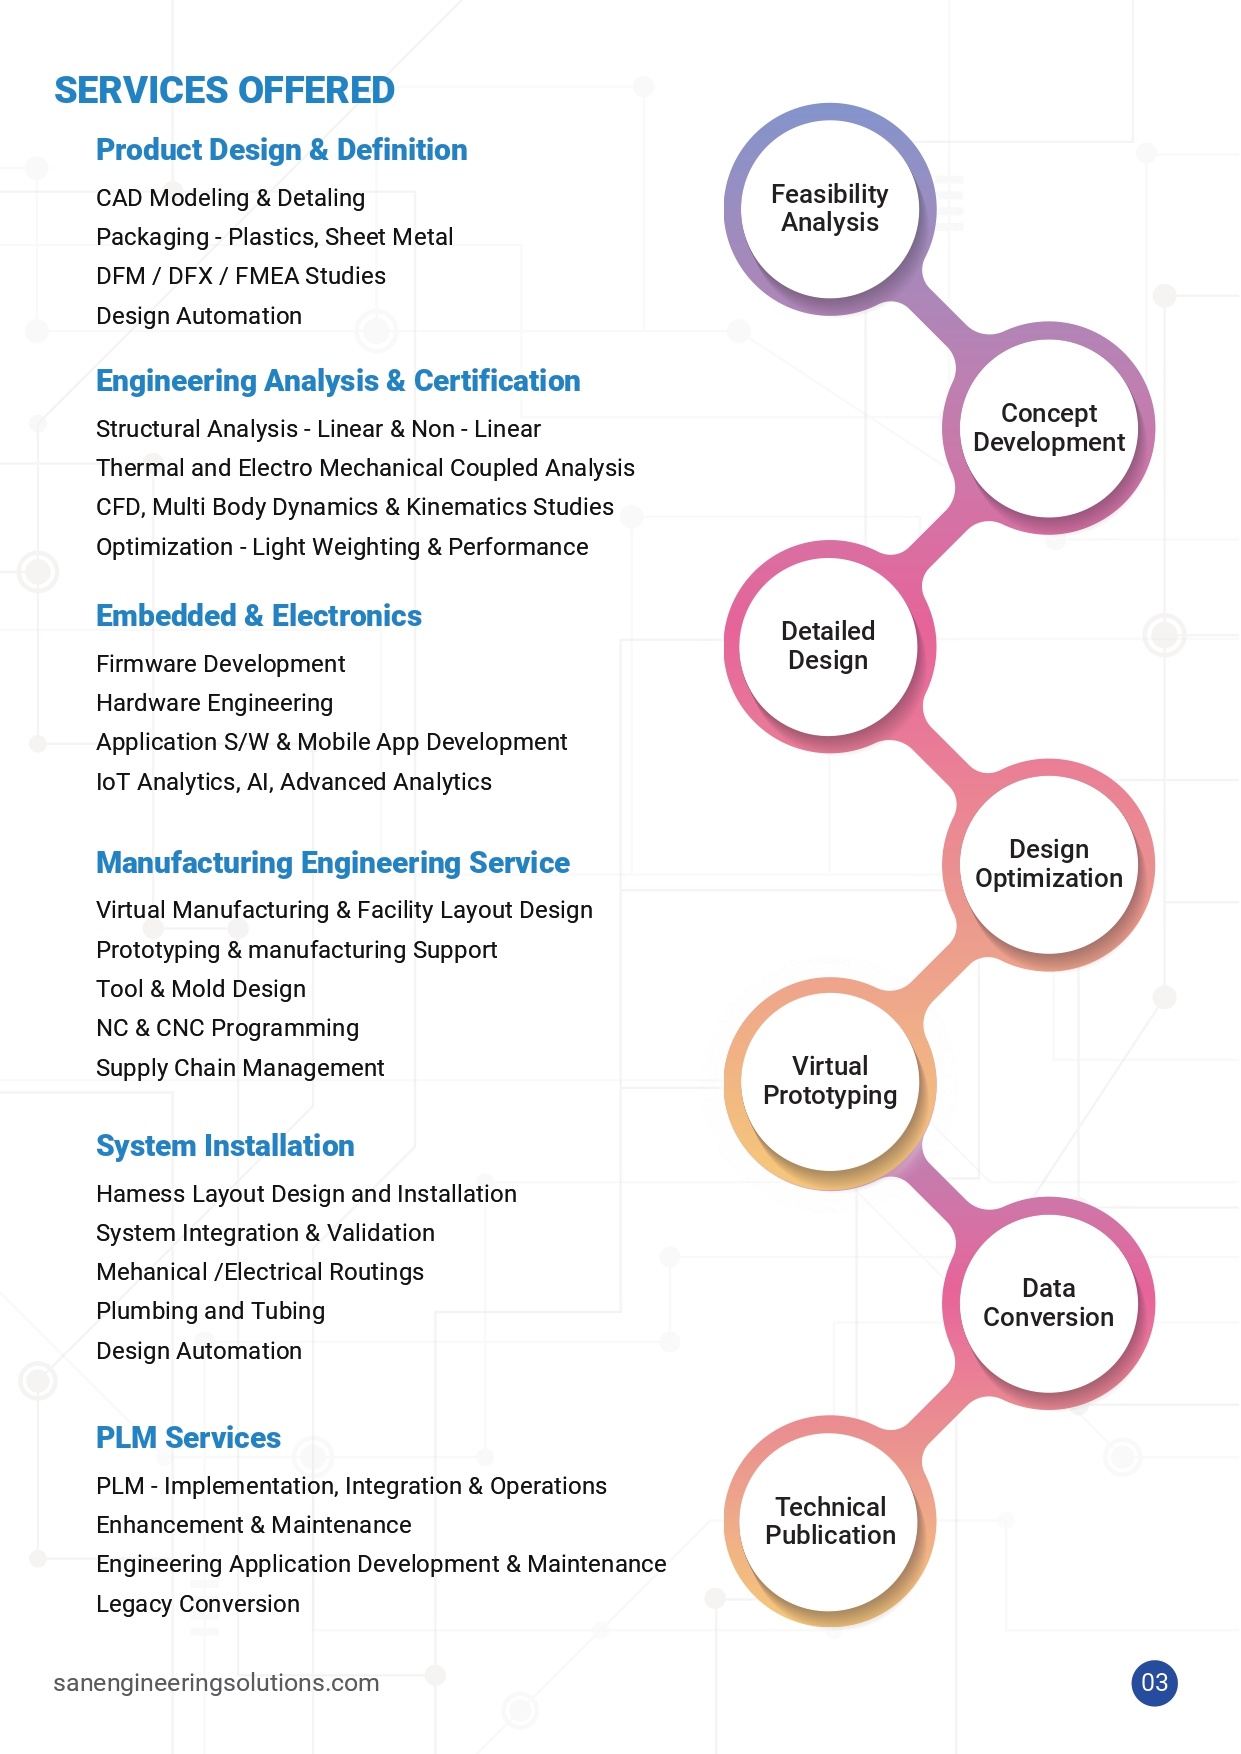 SERVICES OFFERED
Product Design & Definition
CAD Modeling & Detaling
Packaging - Plastics, Sheet Metal
DFM / DFX / FMEA Studies
Design Automation
Engineering Analysis & Certification
Structural Analysis - Linear & Non - Linear
Thermal and Electro Mechanical Coupled Analysis
CFD, Multi Body Dynamics & Kinematics Studies
Optimization - Light Weighting & Performance
Embedded & Electronics
Firmware Development
Hardware Engineering
Application S/W & Mobile App Development
IoT Analytics, AI, Advanced Analytics
Manufacturing Engineering Service
Virtual Manufacturing & Facility Layout Design
Prototyping & manufacturing Support
Tool & Mold Design
NC & CNC Programming
Supply Chain Management
System Installation
Hamess Layout Design and Installation
System Integration & Validation
Mehanical /Electrical Routings
Plumbing and Tubing
Design Automation
PLM Services
PLM - Implementation, Integration & Operations
Enhancement & Maintenance
Engineering Application Development & Maintenance
Legacy Conversion
Feasibility
Analysis
Concept
Development
Detailed
Design
Design
Optimization
Virtual
Prototyping
Data
Conversion
Technical
Publication
sanengineeringsolutions.com
03